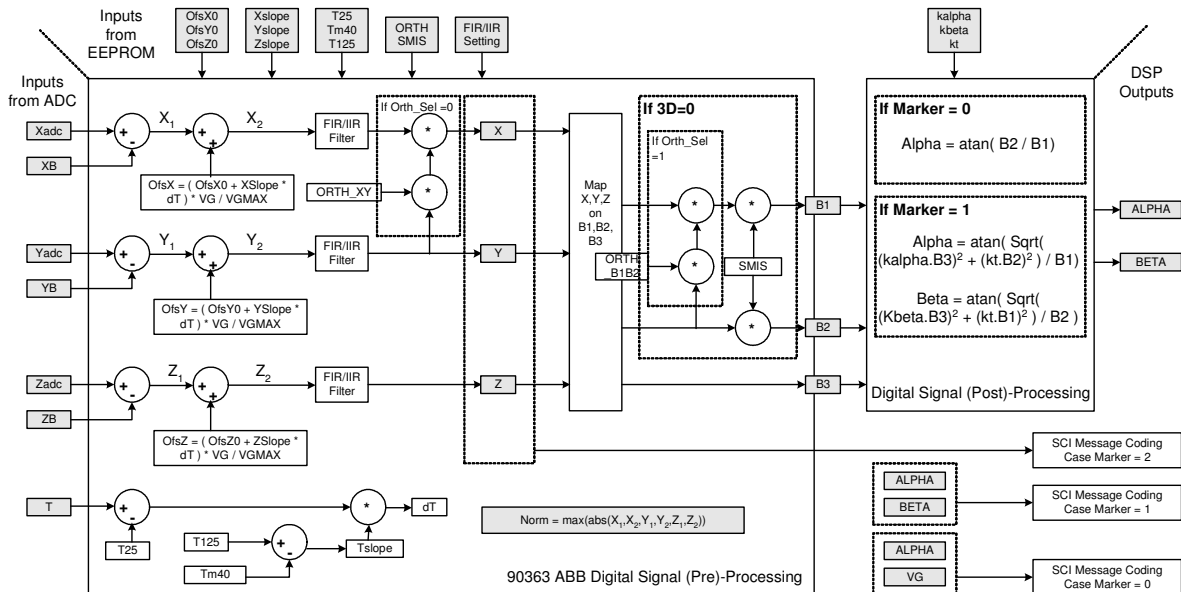 Inputs
from
EEPROM
OfsX0
OfsY0
OfsZ0
Xslope
Yslope
Zslope
T25
Tm40
T125
ORTH
SMIS
FIR/IIR
Setting
kalpha
kbeta
kt
Inputs
from ADC
DSP
Outputs
Xadc
XB
+
-
X1
+
+
X2
FIR/IIR
Filter
If Orth_Sel =0
*
*
ORTH_XY
X
OfsX = ( OfsX0 + XSlope *
dT ) * VG / VGMAX
Yadc
YB
+
-
Y1
+
+
Y2
FIR/IIR
Filter
Y
OfsY = ( OfsY0 + YSlope *
dT ) * VG / VGMAX
Zadc
ZB
+
-
Z1
+
+
Z2
FIR/IIR
Filter
Z
OfsZ = ( OfsZ0 + ZSlope *
dT ) * VG / VGMAX
Map
X,Y,Z
on
B1,B2,
B3
If 3D=0
If Orth_Sel
=1
*
*
*
*
ORTH
_B1B2
SMIS
B1
B2
B3
If Marker = 0
Alpha = atan( B2 / B1)
If Marker = 1
Alpha = atan( Sqrt(
(kalpha.B3)2 + (kt.B2)2 ) / B1)
Beta = atan( Sqrt(
(Kbeta.B3)2 + (kt.B1)2 ) / B2 )
Digital Signal (Post)-Processing
ALPHA
BETA
T
+
-
T25
*
dT
T125
Tm40
+
-
Tslope
Norm = max(abs(X1,X2,Y1,Y2,Z1,Z2))
90363 ABB Digital Signal (Pre)-Processing
SCI Message Coding
Case Marker = 2
ALPHA
BETA
SCI Message Coding
Case Marker = 1
ALPHA
VG
SCI Message Coding
Case Marker = 0